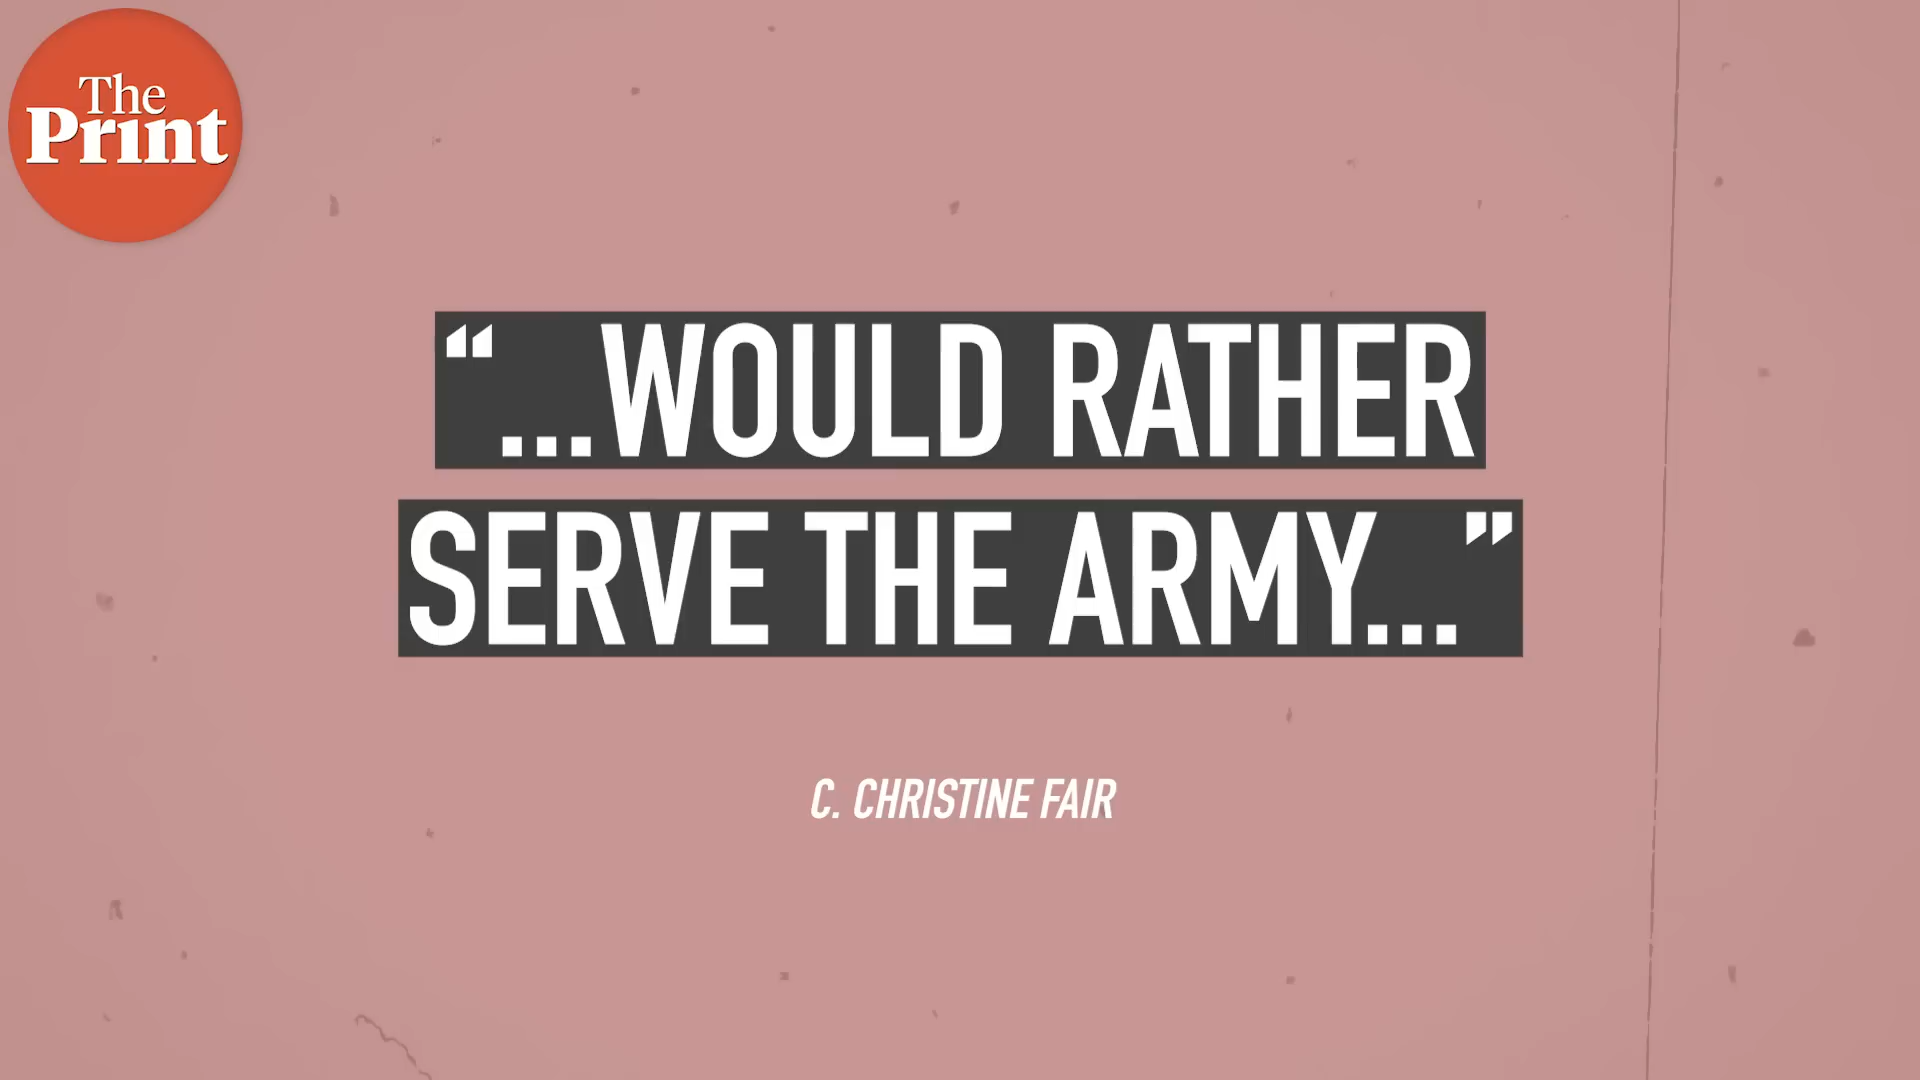 The
Print
“...WOULD RATHER
SERVE THE ARMY...”
C. CHRISTINE FAIR